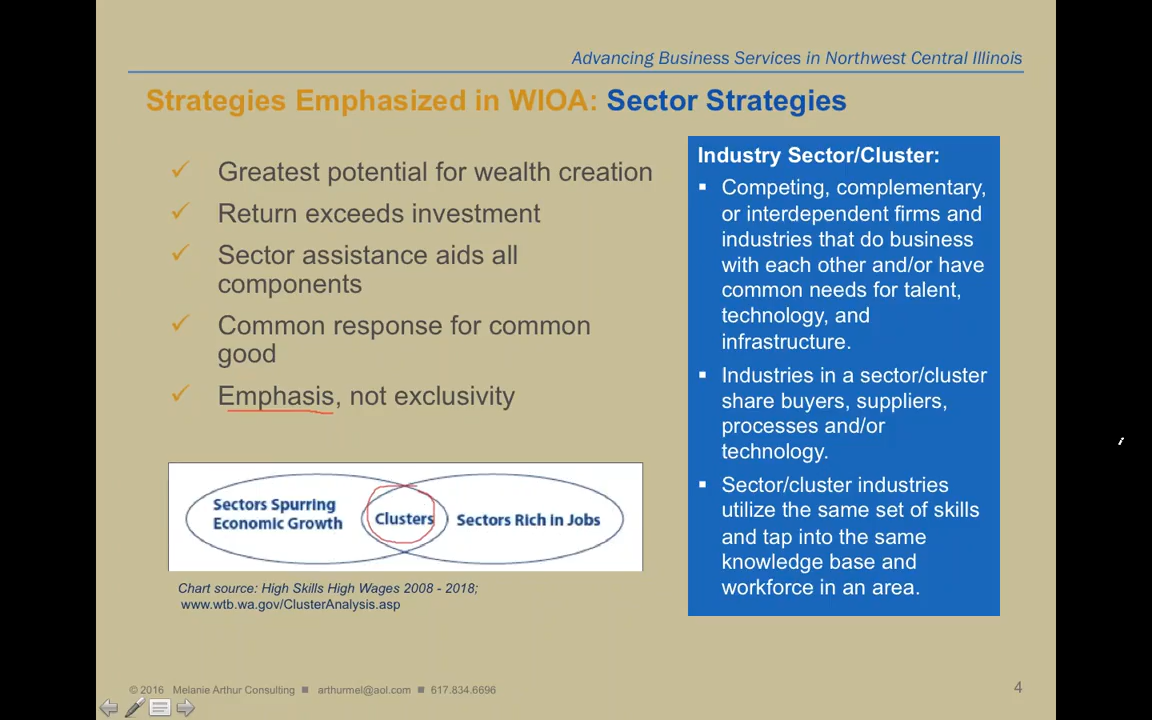 Advancing Business Services in Northwest Central Illinois
Strategies Emphasized in WIOA: Sector Strategies
✓ Greatest potential for wealth creation
✓ Return exceeds investment
✓ Sector assistance aids all
components
✓ Common response for common
good
✓ Emphasis, not exclusivity
Sectors Spurring
Economic Growth
Clusters
Sectors Rich in Jobs
Chart source: High Skills High Wages 2008 - 2018;
www.wtb.wa.gov/ClusterAnalysis.asp
Industry Sector/Cluster:
▪ Competing, complementary,
or interdependent firms and
industries that do business
with each other and/or have
common needs for talent,
technology, and
infrastructure.
▪ Industries in a sector/cluster
share buyers, suppliers,
processes and/or
technology.
▪ Sector/cluster industries
utilize the same set of skills
and tap into the same
knowledge base and
workforce in an area.
© 2016 Melanie Arthur Consulting ■ arthurmel@aol.com ■ 617.834.6696
4